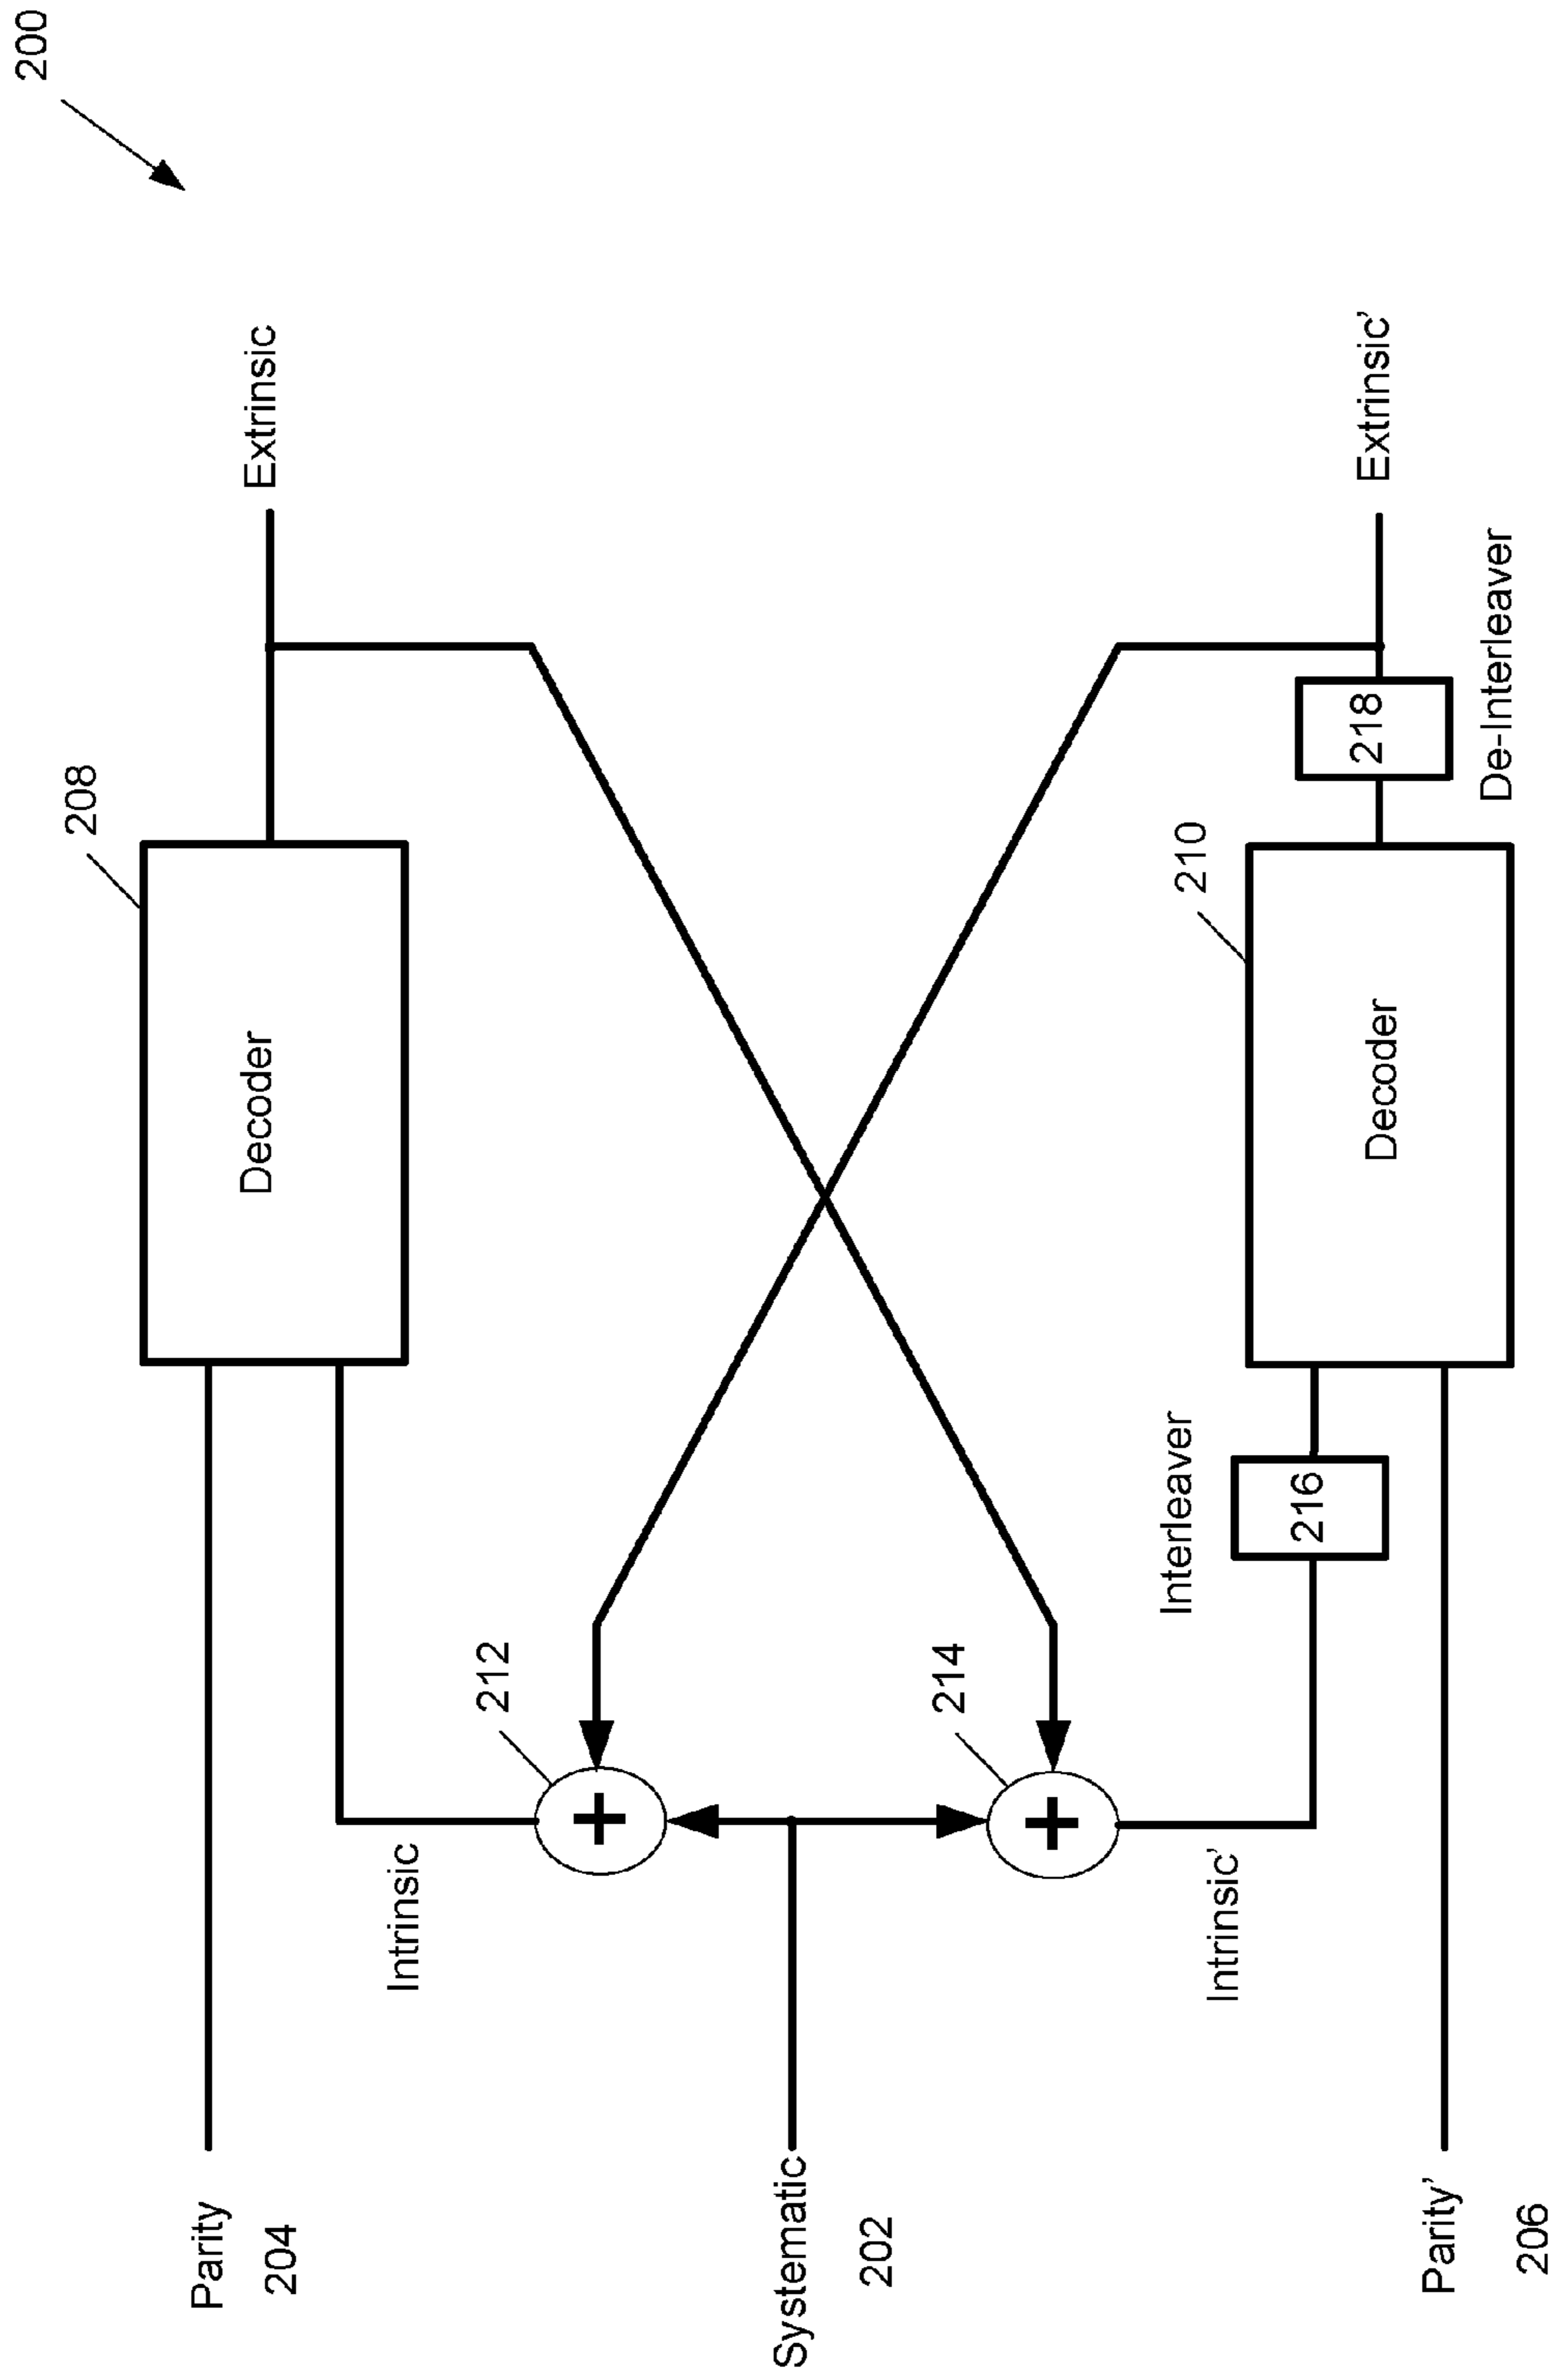 200
Parity
204
Decoder
208
Extrinsic
Intrinsic
212
Systematic
202
214
Intrinsic’
Interleaver
216
Decoder
210
218
De-Interleaver
Extrinsic’
Parity’
206